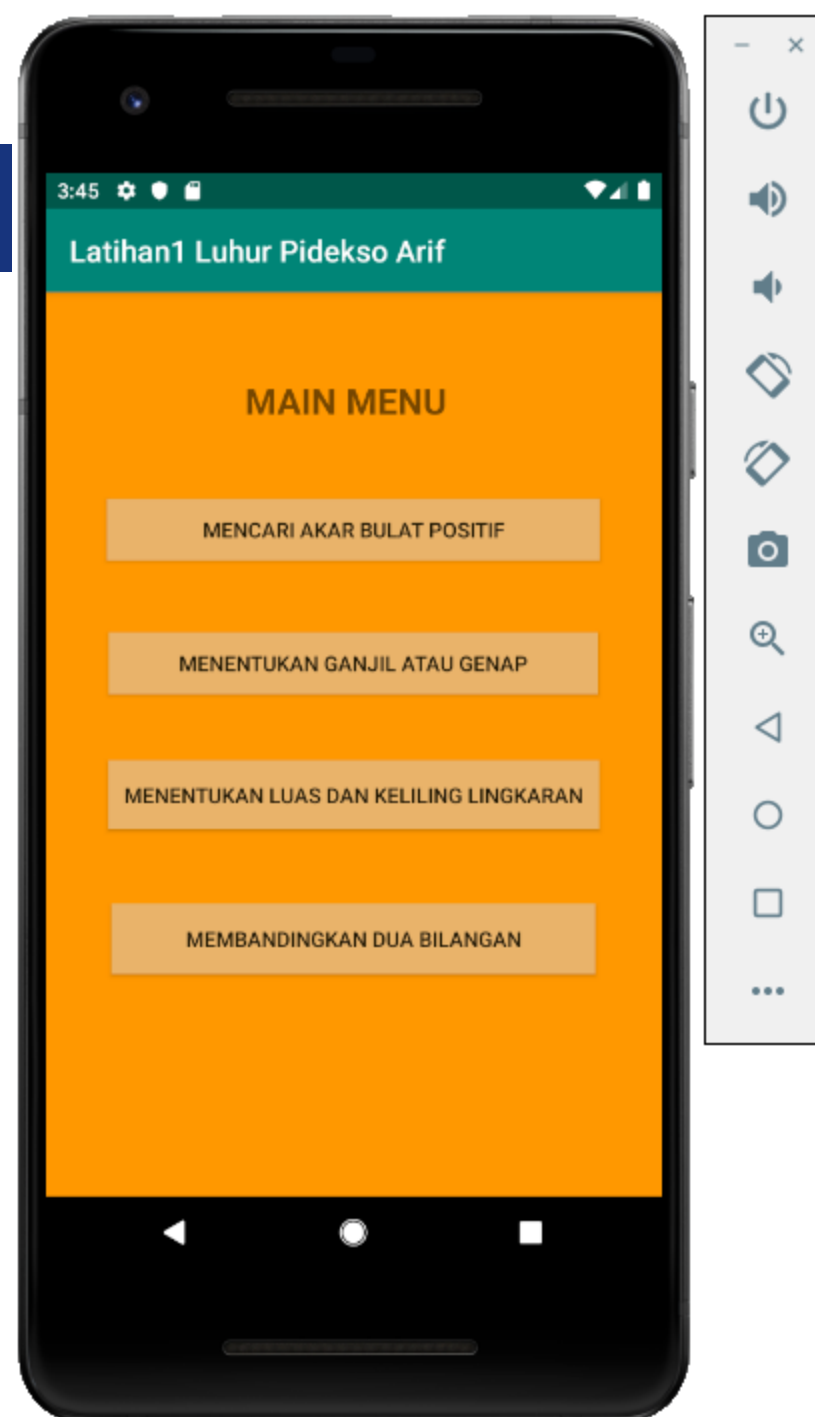 3:45
Latihan1 Luhur Pidekso Arif
MAIN MENU
MENCARI AKAR BULAT POSITIF
MENENTUKAN GANJIL ATAU GENAP
MENENTUKAN LUAS DAN KELILING LINGKARAN
MEMBANDINGKAN DUA BILANGAN